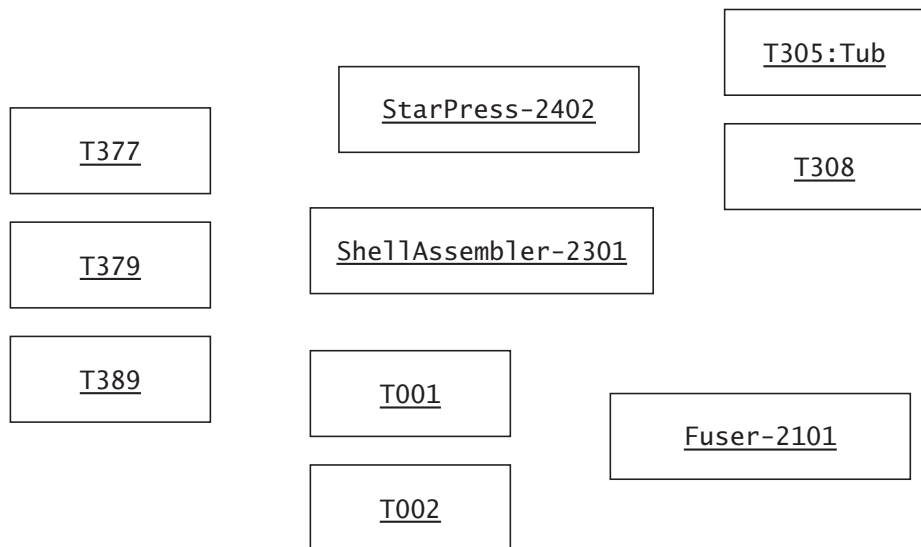 T305:Tub
StarPress-2402
T377
T308
ShellAssembler-2301
T379
T389
T001
Fuser-2101
T002